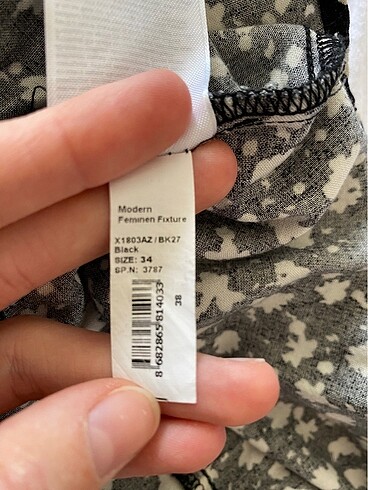 Modern
Feminen Fixture
X1803AZ / BK27
Black
SIZE: 34
SP.N: 3787
38
8 682865 814033